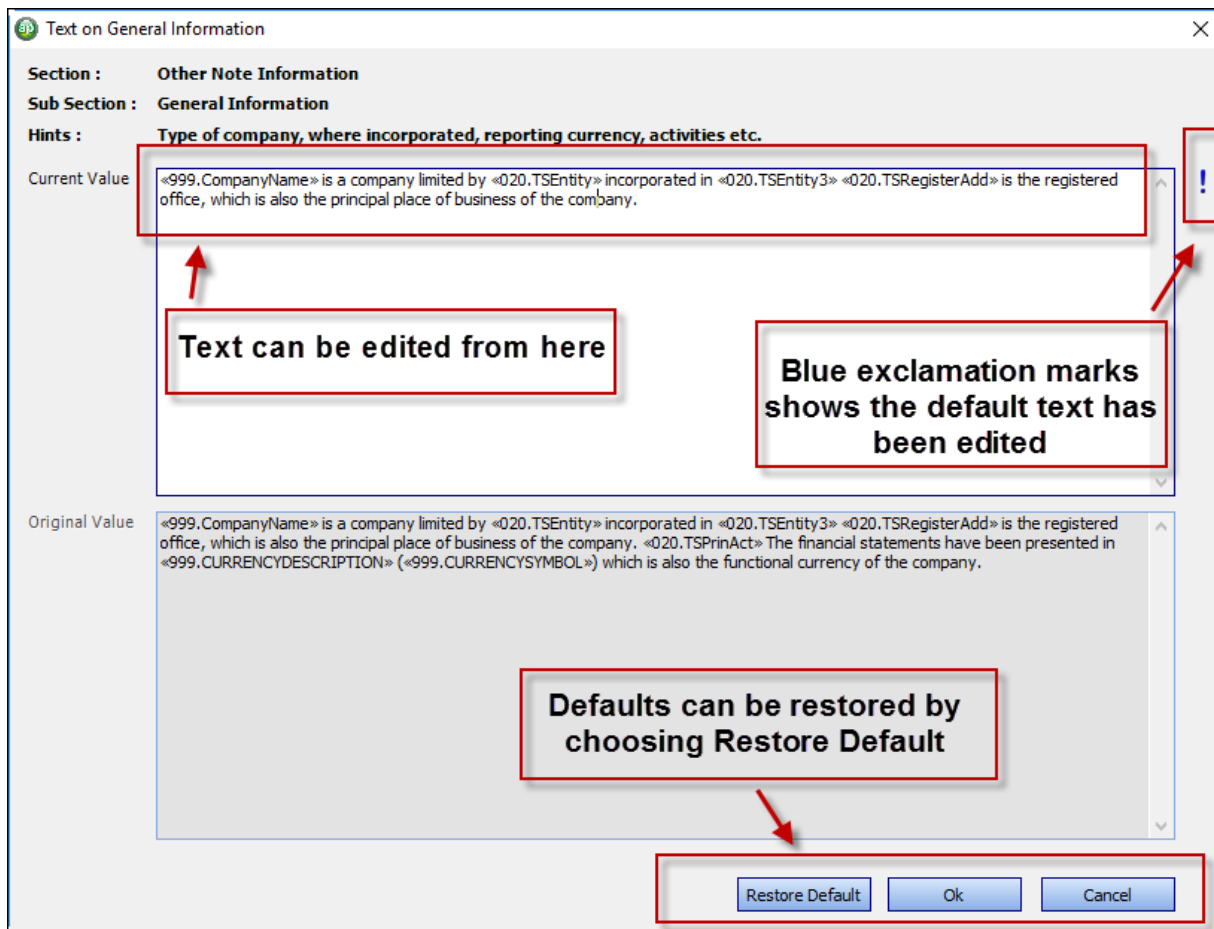 ap Text on General Information
Section : Other Note Information
Sub Section : General Information
Hints : Type of company, where incorporated, reporting currency, activities etc.
Current Value
«999.CompanyName» is a company limited by «020.TSEntity» incorporated in «020.TSEntity3» «020.TSRegisterAdd» is the registered
office, which is also the principal place of business of the company.
!
Text can be edited from here
Blue exclamation marks
shows the default text has
been edited
Original Value
«999.CompanyName» is a company limited by «020.TSEntity» incorporated in «020.TSEntity3» «020.TSRegisterAdd» is the registered
office, which is also the principal place of business of the company. «020.TSPrinAct» The financial statements have been presented in
«999.CURRENCYDESCRIPTION» («999.CURRENCYSYMBOL») which is also the functional currency of the company.
Defaults can be restored by
choosing Restore Default
Restore Default Ok Cancel